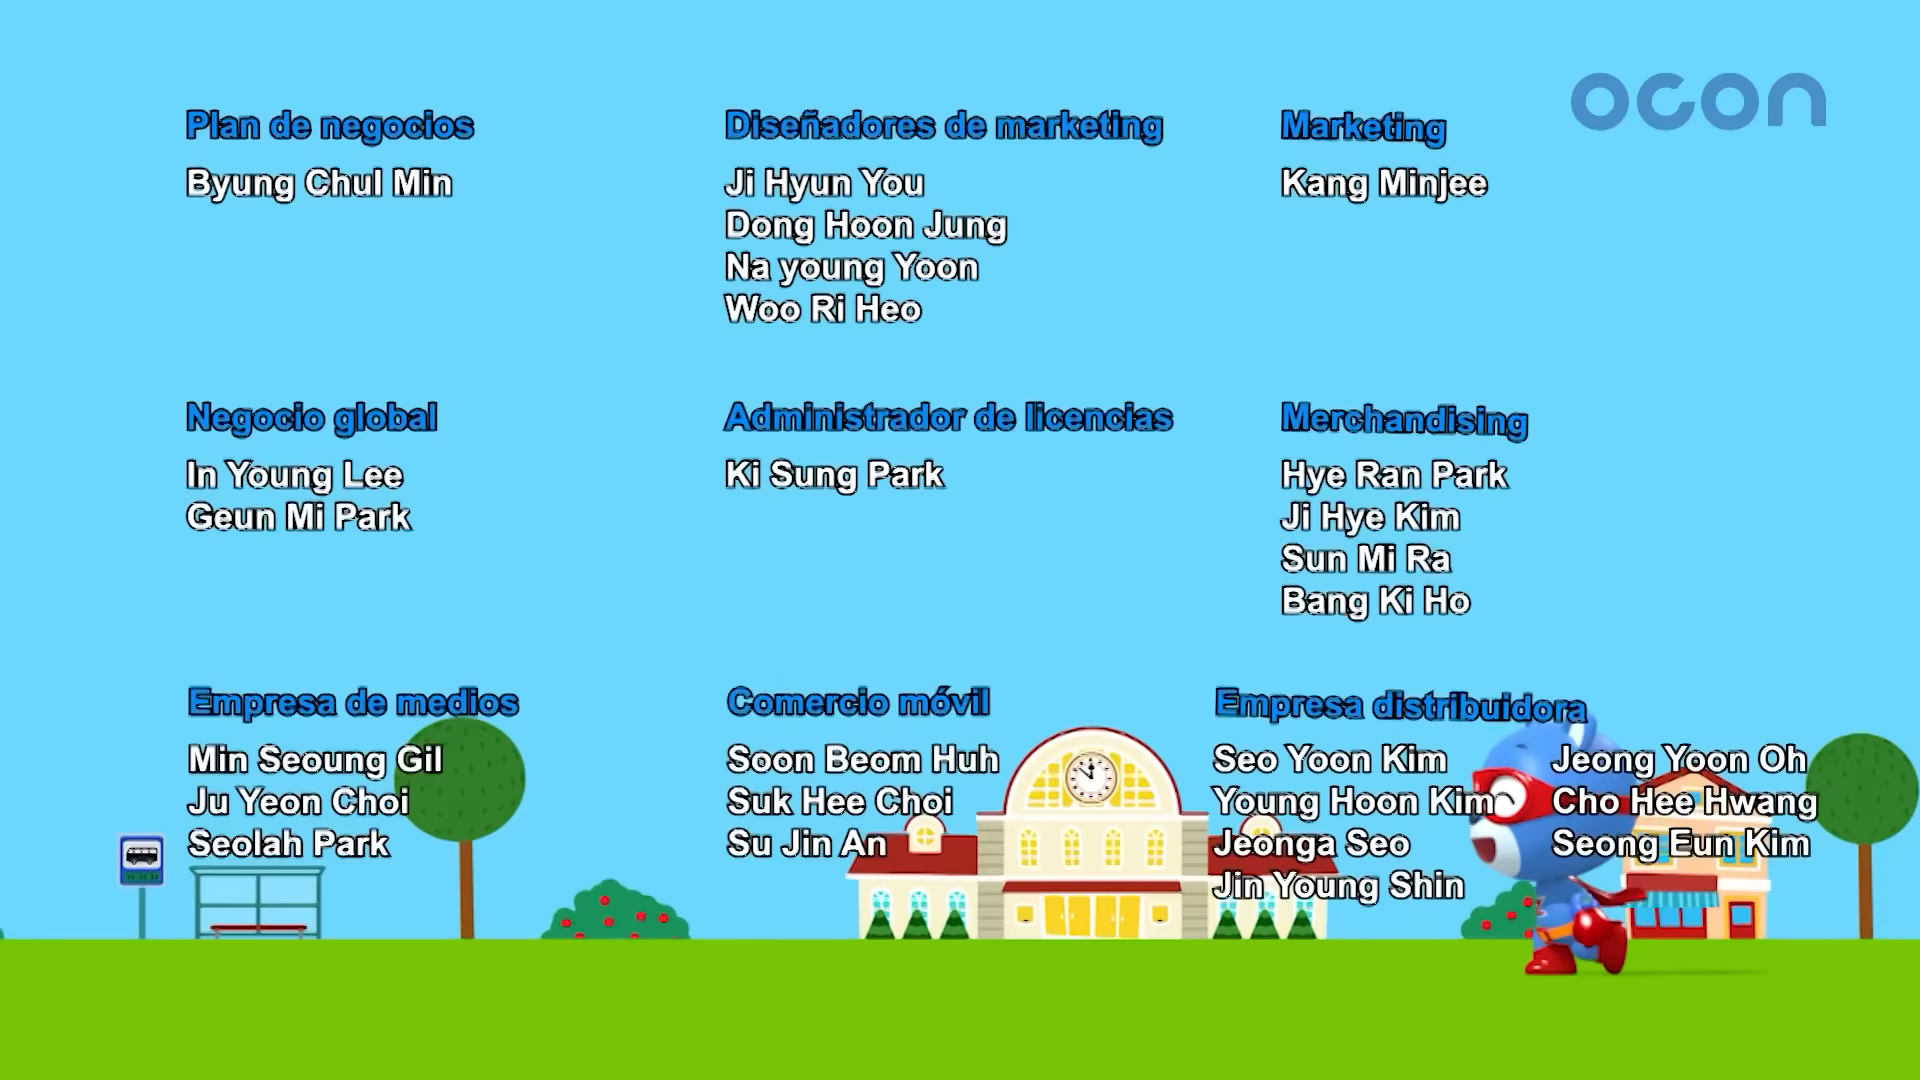 ocon
Plan de negocios
Byung Chul Min
Diseñadores de marketing
Ji Hyun You
Dong Hoon Jung
Na young Yoon
Woo Ri Heo
Marketing
Kang Minjee
Negocio global
In Young Lee
Geun Mi Park
Administrador de licencias
Ki Sung Park
Merchandising
Hye Ran Park
Ji Hye Kim
Sun Mi Ra
Bang Ki Ho
Empresa de medios
Min Seoung Gil
Ju Yeon Choi
Seolah Park
Comercio móvil
Soon Beom Huh
Suk Hee Choi
Su Jin An
Empresa distribuidora
Seo Yoon Kim
Young Hoon Kim
Jeonga Seo
Jin Young Shin
Jeong Yoon Oh
Cho Hee Hwang
Seong Eun Kim